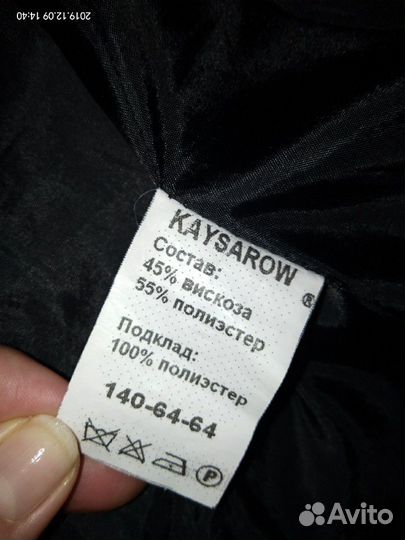 2019.12.09 14:40
KAYSAROW ®
Состав:
45% вискоза
55% полиэстер
Подклад:
100% полиэстер
140-64-64
P
Avito